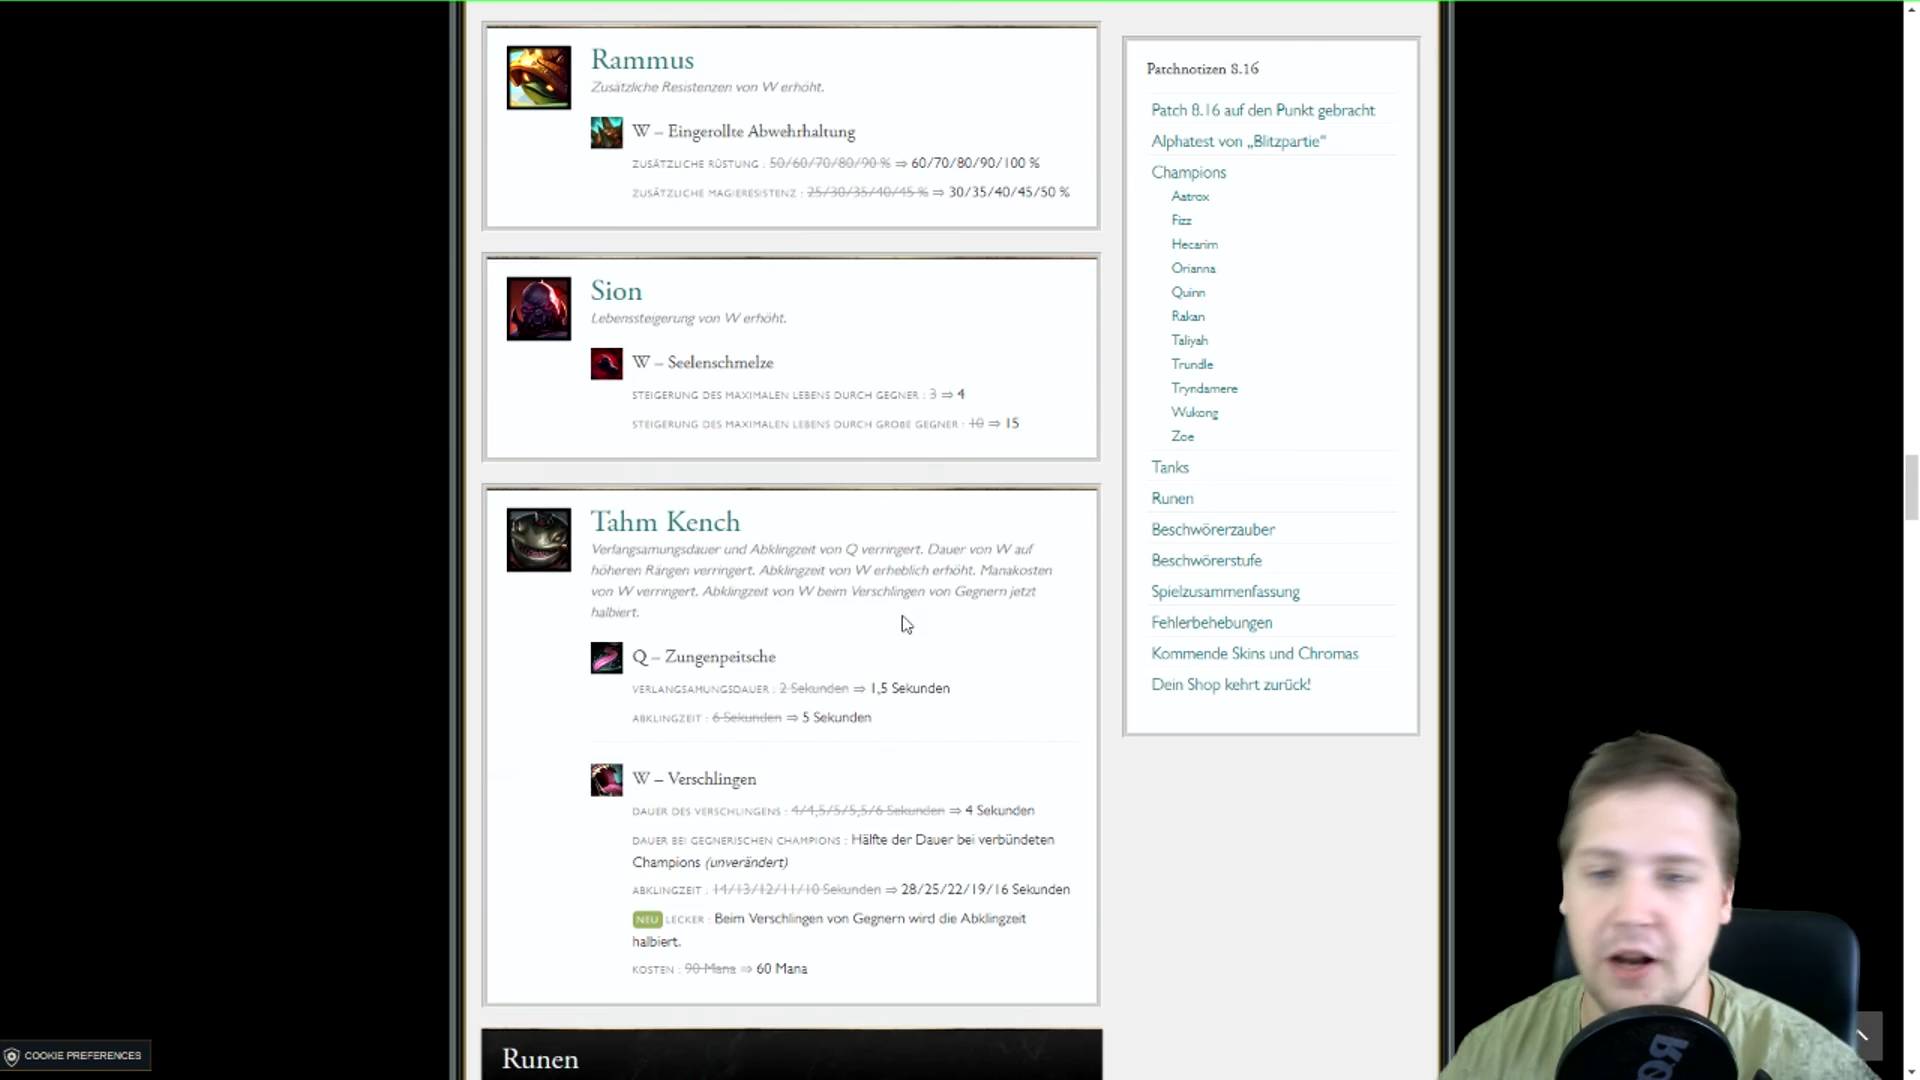 Rammus
Zusätzliche Resistenzen von W erhöht.
W – Eingerollte Abwehrhaltung
ZUSÄTZLICHE RÜSTUNG : 50/60/70/80/90 % ⇒ 60/70/80/90/100 %
ZUSÄTZLICHE MAGIERESISTENZ : 25/30/35/40/45 % ⇒ 30/35/40/45/50 %
Sion
Lebenssteigerung von W erhöht.
W – Seelenschmelze
STEIGERUNG DES MAXIMALEN LEBENS DURCH GEGNER : 3 ⇒ 4
STEIGERUNG DES MAXIMALEN LEBENS DURCH GROßE GEGNER : 10 ⇒ 15
Tahm Kench
Verlangsamungsdauer und Abklingzeit von Q verringert. Dauer von W auf
höheren Rängen verringert. Abklingzeit von W erheblich erhöht. Manakosten
von W verringert. Abklingzeit von W beim Verschlingen von Gegnern jetzt
halbiert.
Q – Zungenpeitsche
VERLANGSAMUNGSDAUER : 2 Sekunden ⇒ 1,5 Sekunden
ABKLINGZEIT : 6 Sekunden ⇒ 5 Sekunden
W – Verschlingen
DAUER DES VERSCHLINGENS : 4/4,5/5/5,5/6 Sekunden ⇒ 4 Sekunden
DAUER BEI GEGNERISCHEN CHAMPIONS : Hälfte der Dauer bei verbündeten
Champions (unverändert)
ABKLINGZEIT : 14/13/12/11/10 Sekunden ⇒ 28/25/22/19/16 Sekunden
NEU LECKER : Beim Verschlingen von Gegnern wird die Abklingzeit
halbiert.
KOSTEN : 90 Mana ⇒ 60 Mana
Runen
Patchnotizen 8.16
Patch 8.16 auf den Punkt gebracht
Alphatest von „Blitzpartie“
Champions
Aatrox
Fizz
Hecarim
Orianna
Quinn
Rakan
Taliyah
Trundle
Tryndamere
Wukong
Zoe
Tanks
Runen
Beschwörerzauber
Beschwörerstufe
Spielzusammenfassung
Fehlerbehebungen
Kommende Skins und Chromas
Dein Shop kehrt zurück!
COOKIE PREFERENCES